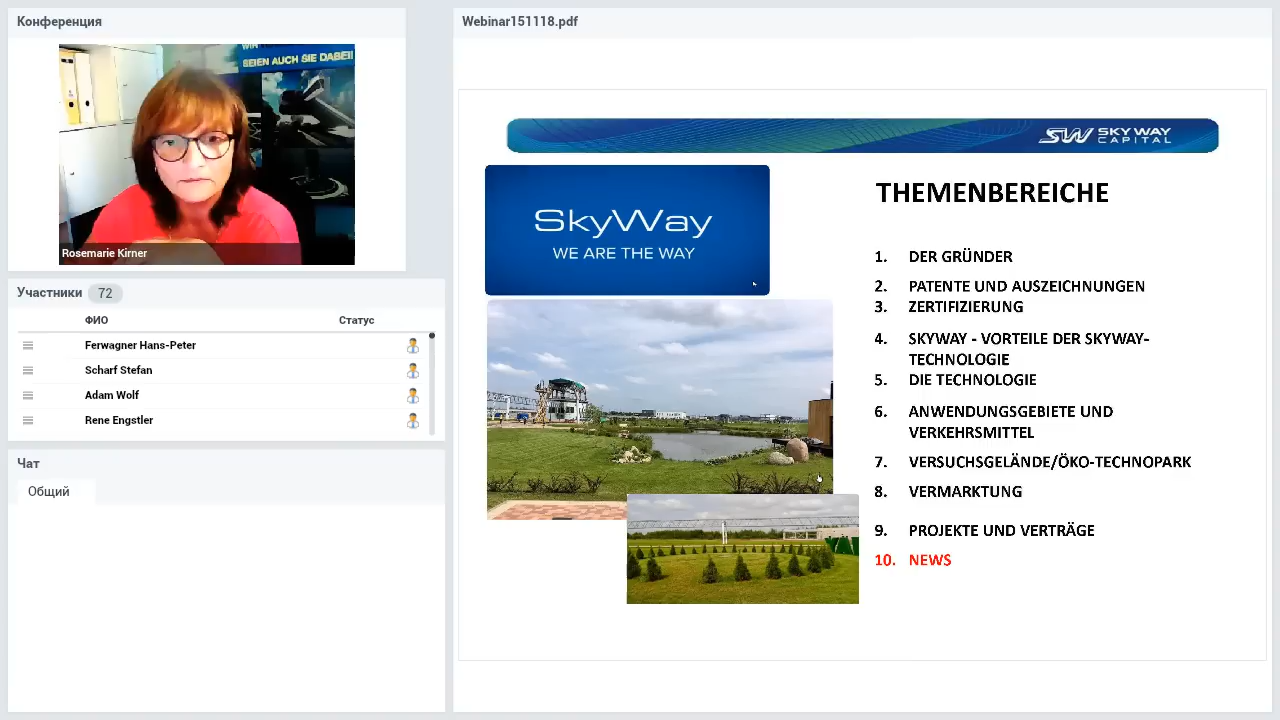 Конференция
WIR
SEIEN AUCH SIE DABEI!
Rosemarie Kirner
Участники 72
ФИО Статус
Ferwagner Hans-Peter
Scharf Stefan
Adam Wolf
Rene Engstler
Чат
Общий
Webinar151118.pdf
SW SKY WAY
CAPITAL
SkyWay
WE ARE THE WAY
THEMENBEREICHE
1. DER GRÜNDER
2. PATENTE UND AUSZEICHNUNGEN
3. ZERTIFIZIERUNG
4. SKYWAY - VORTEILE DER SKYWAY-
TECHNOLOGIE
5. DIE TECHNOLOGIE
6. ANWENDUNGSGEBIETE UND
VERKEHRSMITTEL
7. VERSUCHSGELÄNDE/ÖKO-TECHNOPARK
8. VERMARKTUNG
9. PROJEKTE UND VERTRÄGE
10. NEWS